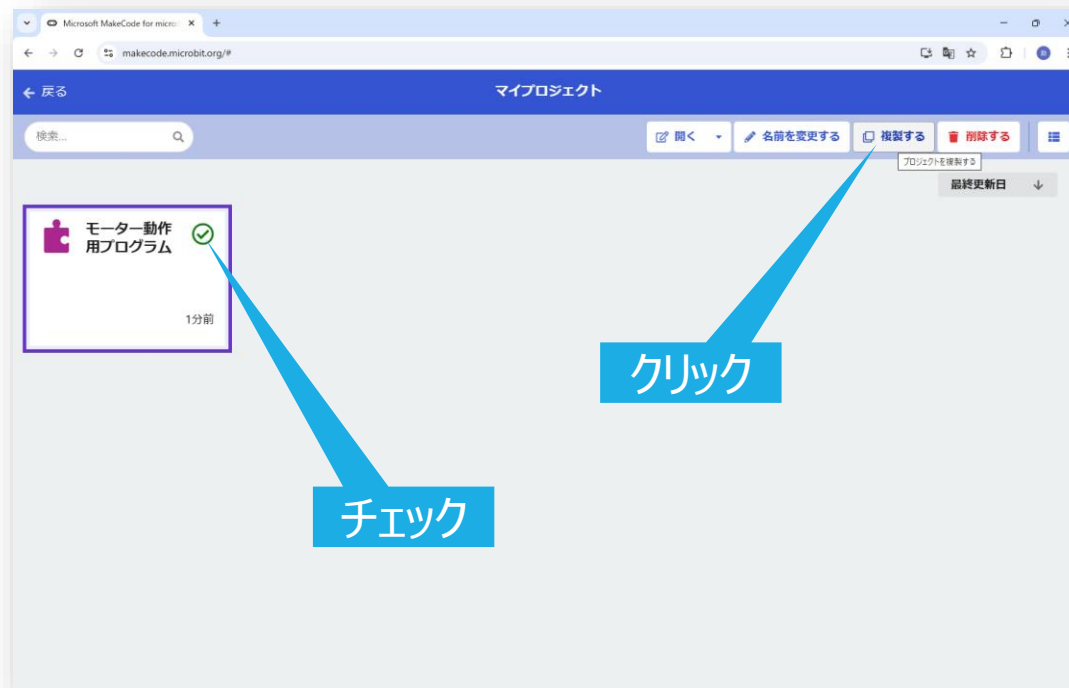 Microsoft MakeCode for micro:
makecode.microbit.org/#
戻る
マイプロジェクト
検索...
開く
名前を変更する
複製する
削除する
プロジェクトを複製する
最終更新日
モーター動作
用プログラム
1分前
クリック
チェック